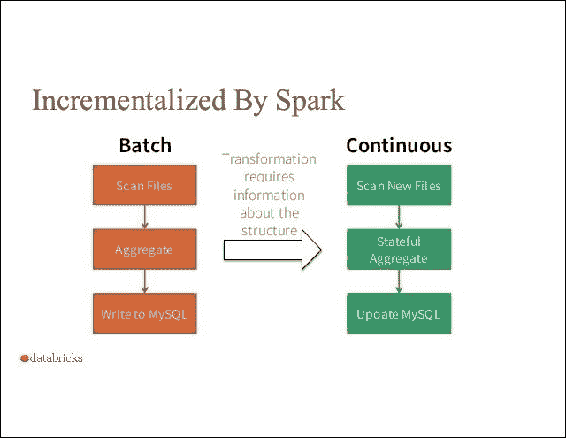 Incrementalized By Spark
Batch
Continuous
Transformation
requires
information
about the
structure
Scan Files
Scan New Files
Aggregate
Stateful
Aggregate
Write to MySQL
Update MySQL
databricks